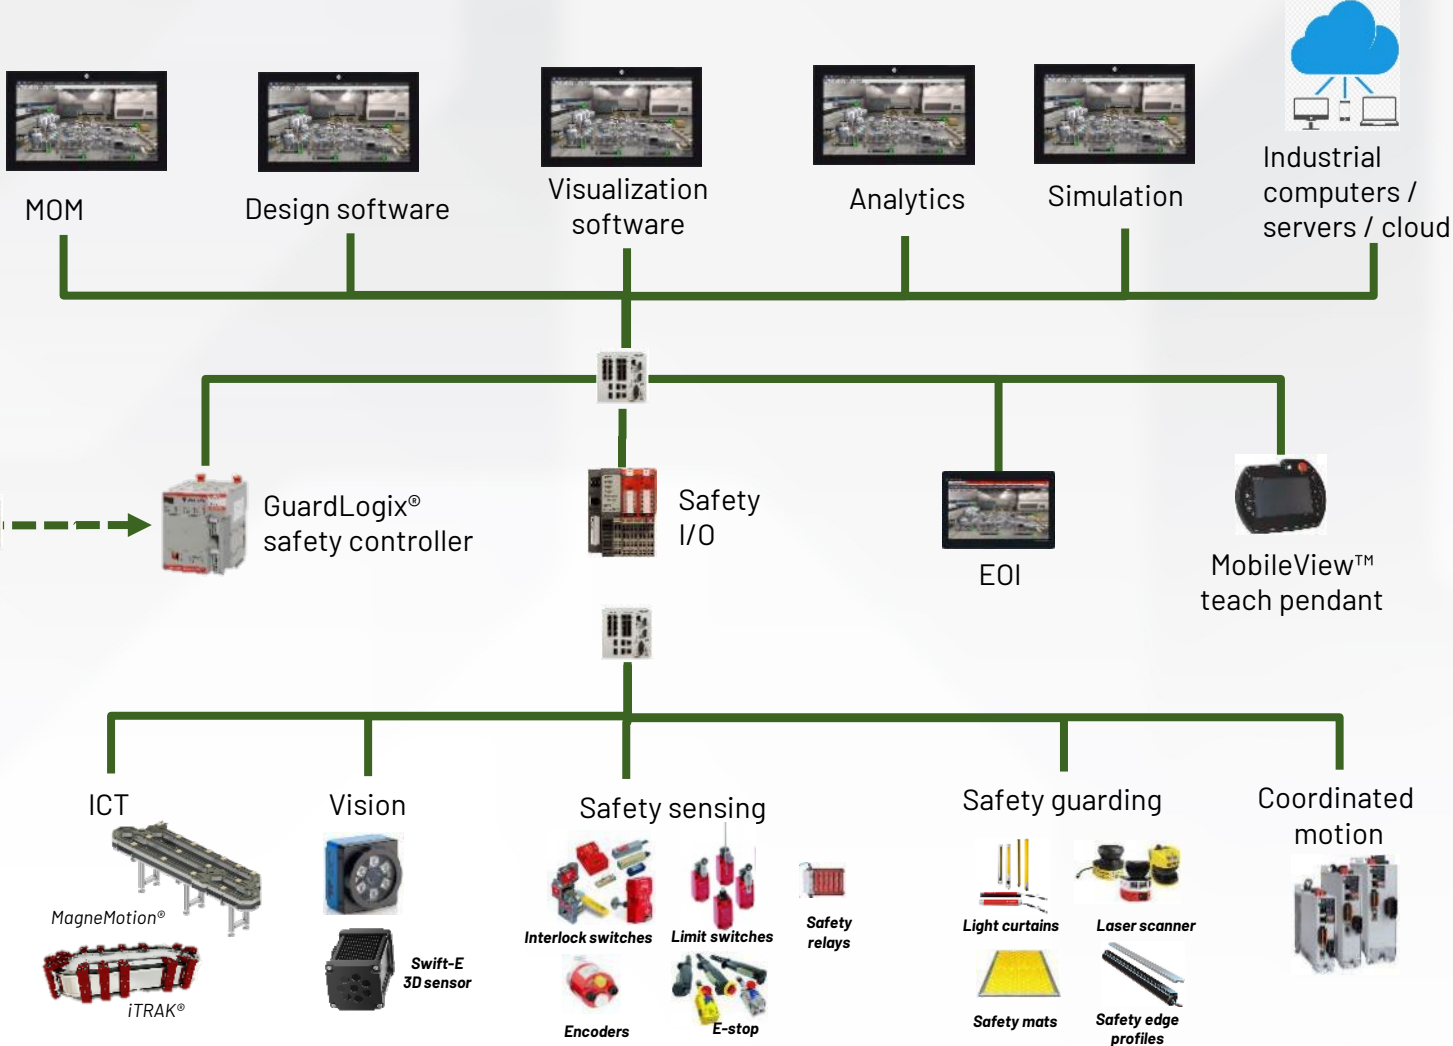 MOM
Design software
Visualization
software
Analytics
Simulation
Industrial
computers /
servers / cloud
GuardLogix®
safety controller
Safety
I/O
EOI
MobileView™
teach pendant
ICT
Vision
Safety sensing
Safety guarding
Coordinated
motion
MagneMotion®
iTRAK®
Swift-E
3D sensor
Interlock switches
Limit switches
Safety
relays
Encoders
E-stop
Light curtains
Laser scanner
Safety mats
Safety edge
profiles